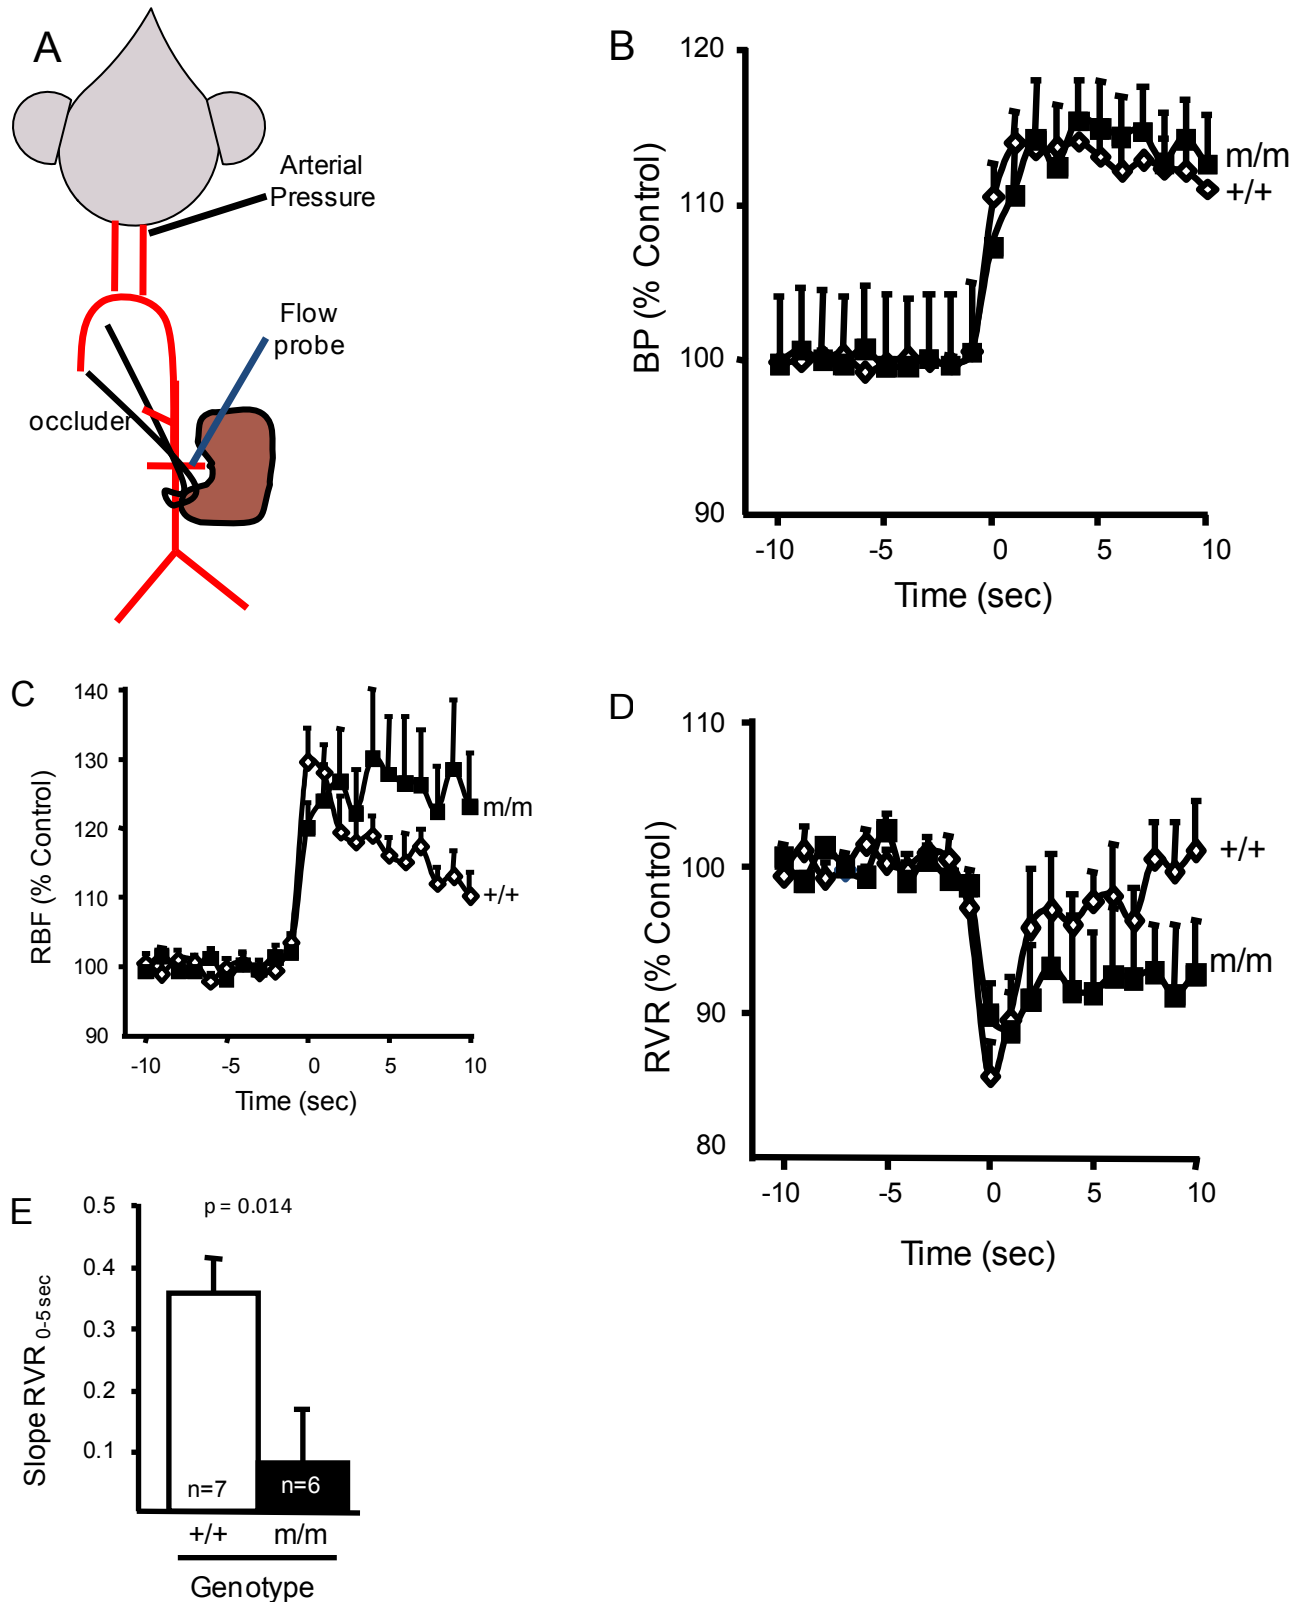 A
Arterial
Pressure
Flow
probe
occluder
B
120
110
100
90
BP (% Control)
m/m
+/+
-10 -5 0 5 10
Time (sec)
C
140
130
120
110
100
90
RBF (% Control)
m/m
+/+
-10 -5 0 5 10
Time (sec)
D
110
100
90
80
RVR (% Control)
+/+
m/m
-10 -5 0 5 10
Time (sec)
E
0.5
0.4
0.3
0.2
0.1
Slope RVR 0-5 sec
p = 0.014
n=7 n=6
+/+ m/m
Genotype